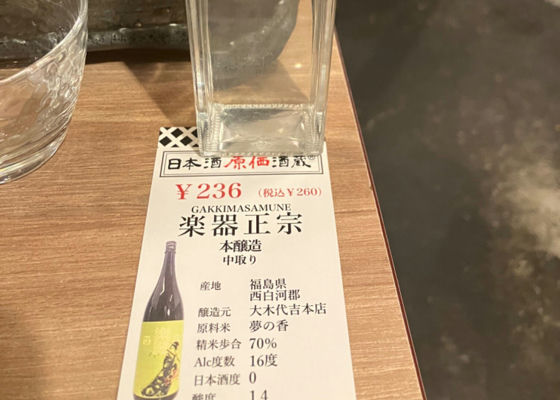 日本酒原価酒蔵®
￥236 (税込￥260)
GAKKIMASAMUNE
楽器正宗
本醸造
中取り
産地 福島県
西白河郡
醸造元 大木代吉本店
原料米 夢の香
精米歩合 70%
Alc度数 16度
日本酒度 0
酸度 1.4